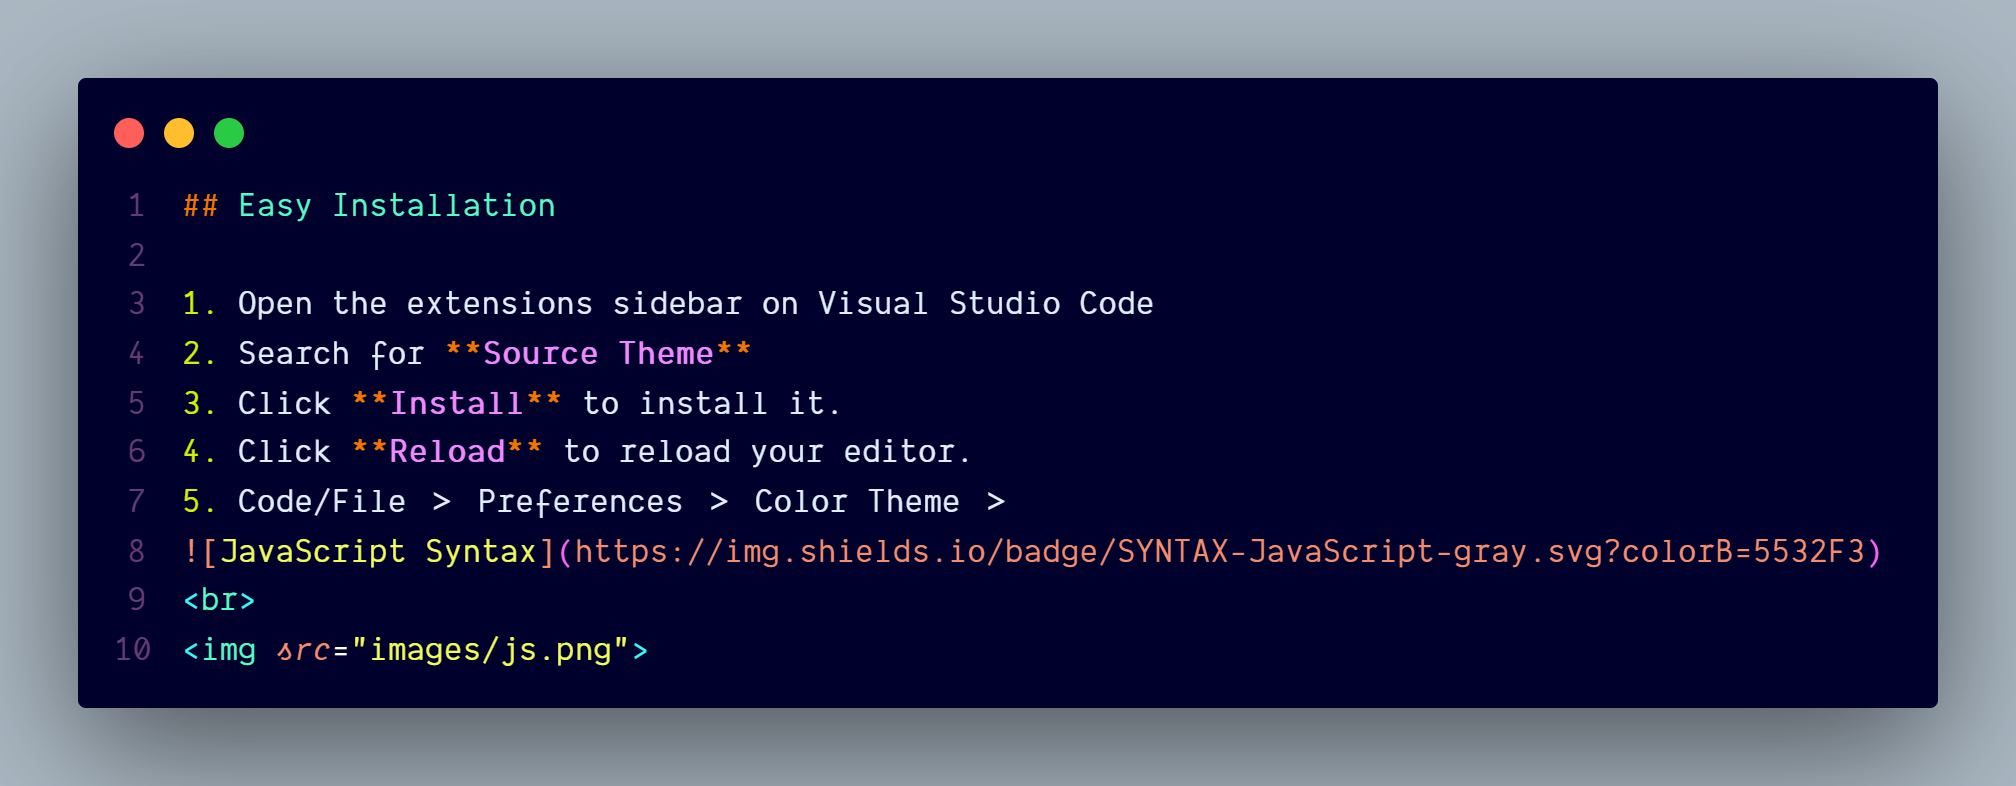 1 ## Easy Installation
2
3 1. Open the extensions sidebar on Visual Studio Code
4 2. Search for **Source Theme**
5 3. Click **Install** to install it.
6 4. Click **Reload** to reload your editor.
7 5. Code/File > Preferences > Color Theme >
8 ![JavaScript Syntax](https://img.shields.io/badge/SYNTAX-JavaScript-gray.svg?colorB=5532F3)
9 <br>
10 <img src="images/js.png">